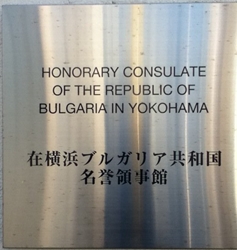 HONORARY CONSULATE
OF THE REPUBLIC OF
BULGARIA IN YOKOHAMA
在横浜ブルガリア共和国
名誉領事館